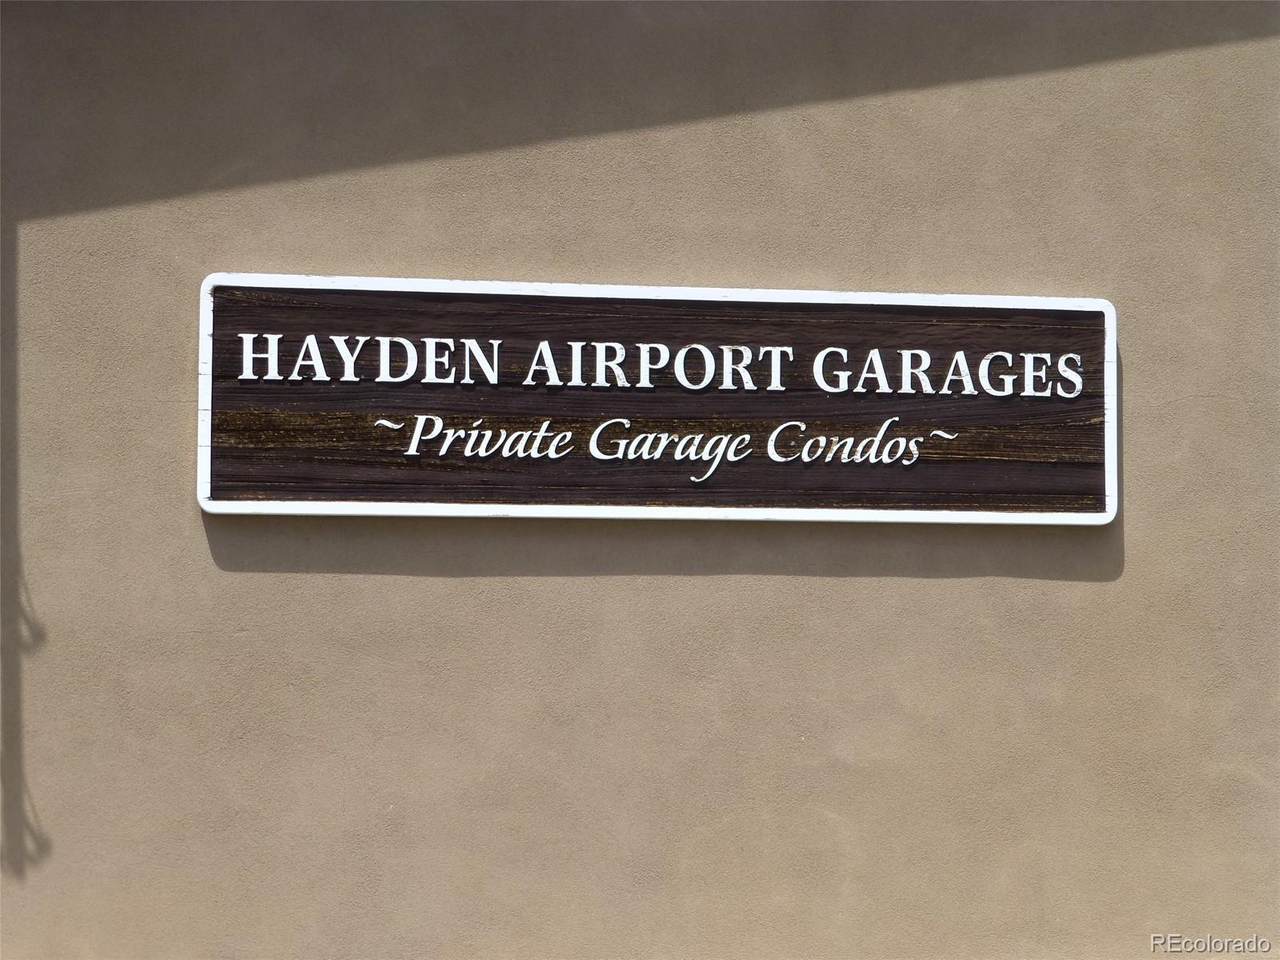 HAYDEN AIRPORT GARAGES
~Private Garage Condos~
REcolorado